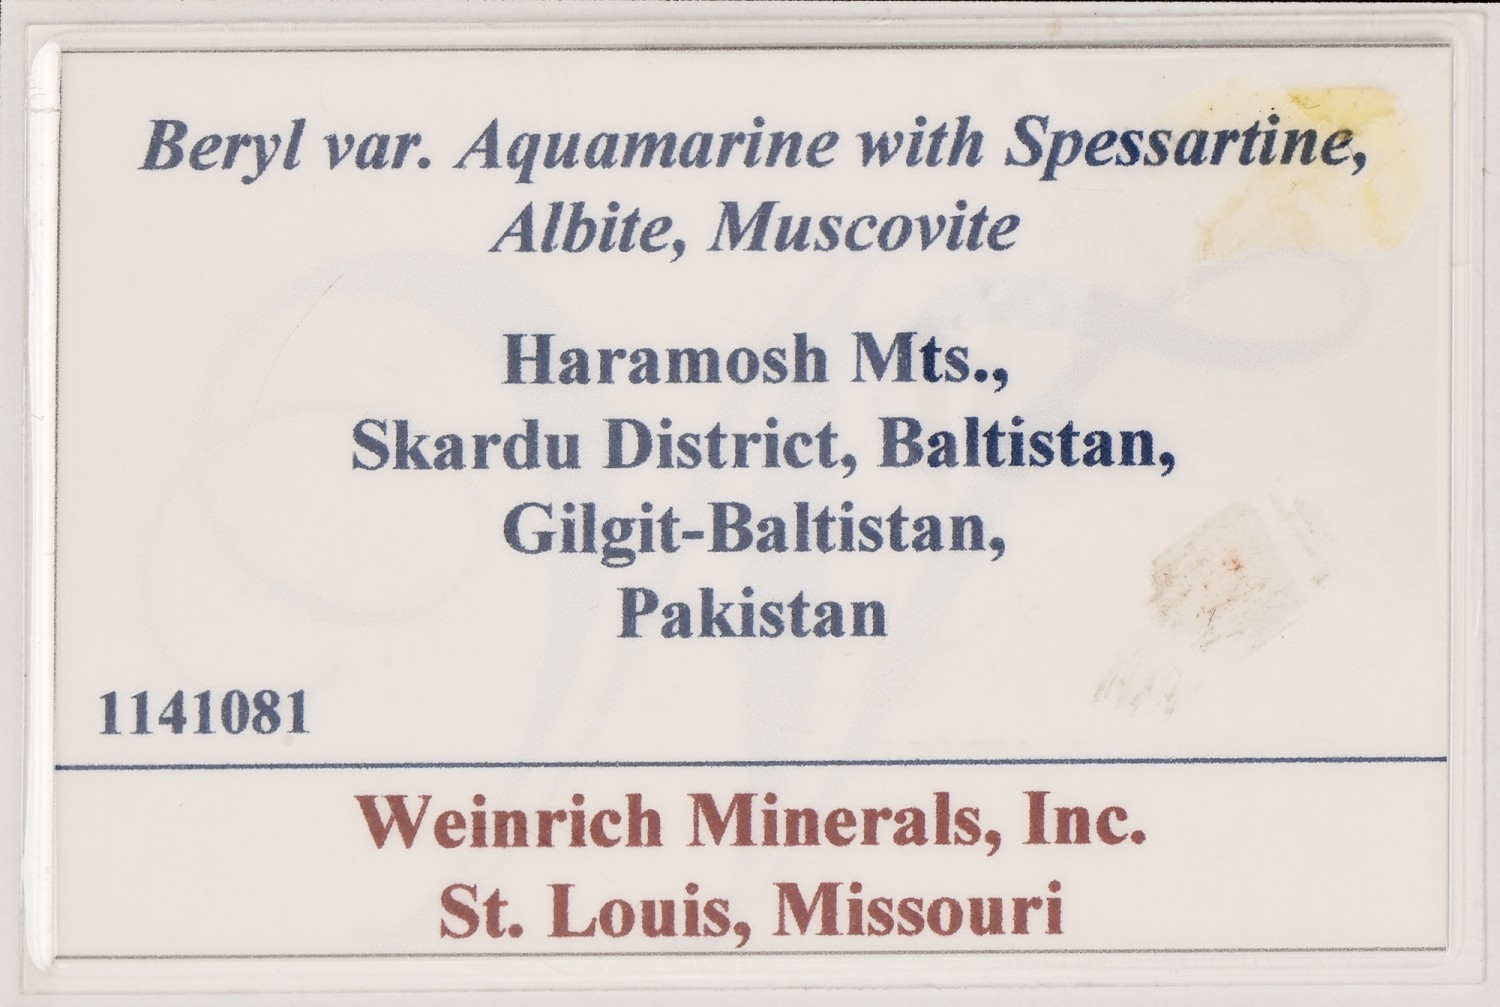 Beryl var. Aquamarine with Spessartine,
Albite, Muscovite
Haramosh Mts.,
Skardu District, Baltistan,
Gilgit-Baltistan,
Pakistan
1141081
Weinrich Minerals, Inc.
St. Louis, Missouri